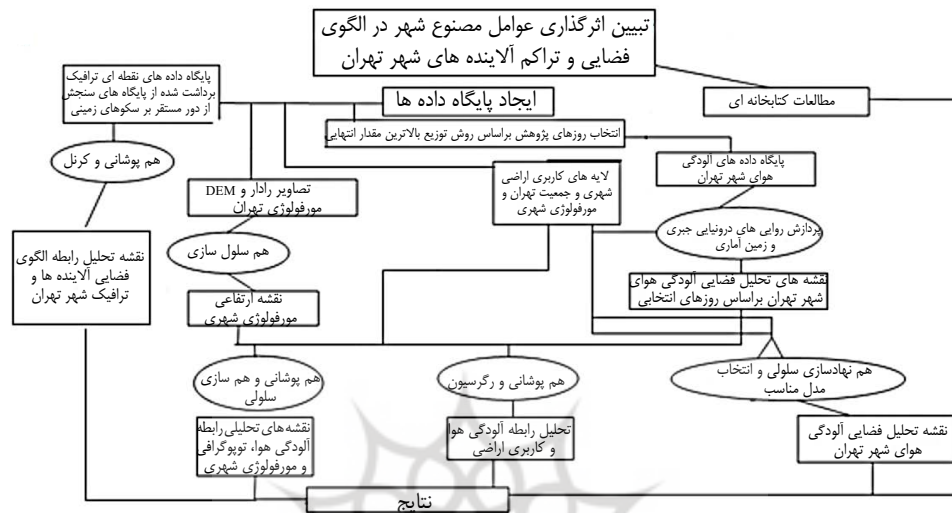 تبیین اثرگذاری عوامل مصنوع شهر در الگوی
فضایی و تراکم آلاینده های شهر تهران
مطالعات کتابخانه ای
ایجاد پایگاه داده ها
پایگاه داده های نقطه ای ترافیک
برداشت شده از پایگاه های سنجش
از دور مستقر بر سکوهای زمینی
انتخاب روزهای پژوهش براساس روش توزیع بالاترین مقدار انتهایی
هم پوشانی و کرنل
تصاویر رادار و DEM
مورفولوژی تهران
لایه های کاربری اراضی
شهری و جمعیت تهران و
مورفولوژی شهری
پایگاه داده های آلودگی
هوای شهر تهران
پردازش روایی های درونیابی جبری
و زمین آماری
نقشه تحلیل رابطه الگوی
فضایی آلاینده ها و
ترافیک شهر تهران
هم سلول سازی
نقشه ارتفاعی
مورفولوژی شهری
نقشه های تحلیل فضایی آلودگی هوای
شهر تهران براساس روزهای انتخابی
هم پوشانی و هم سازی
سلولی
هم پوشانی و رگرسیون
هم نهادسازی سلولی و انتخاب
مدل مناسب
نقشه های تحلیلی رابطه
آلودگی هوا، توپوگرافی
و مورفولوژی شهری
تحلیل رابطه آلودگی هوا
و کاربری اراضی
نقشه تحلیل فضایی آلودگی
هوای شهر تهران
نتایج